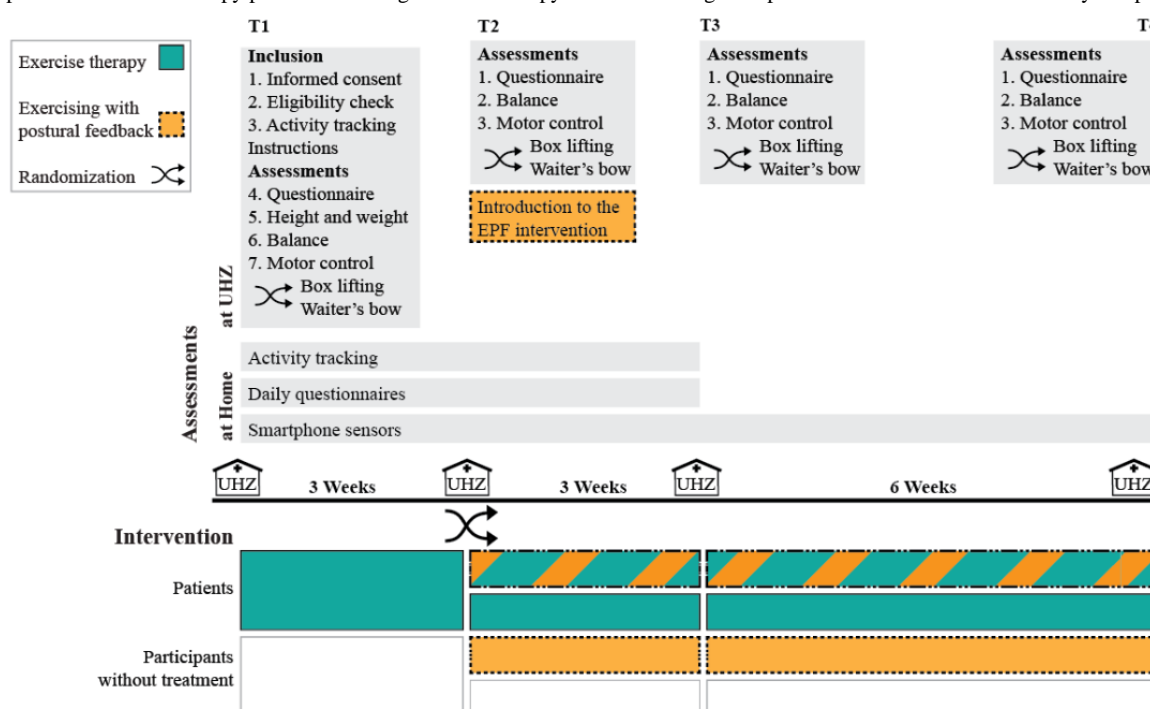 T1
T2
T3
Exercise therapy
Exercising with
postural feedback
Randomization
Inclusion
1. Informed consent
2. Eligibility check
3. Activity tracking
Instructions
Assessments
4. Questionnaire
5. Height and weight
6. Balance
7. Motor control
Box lifting
Waiter's bow
Assessments
1. Questionnaire
2. Balance
3. Motor control
Box lifting
Waiter's bow
Introduction to the
EPF intervention
Assessments
1. Questionnaire
2. Balance
3. Motor control
Box lifting
Waiter's bow
Assessments
1. Questionnaire
2. Balance
3. Motor control
Box lifting
Waiter's bow
Assessments
at UHZ
at Home
Activity tracking
Daily questionnaires
Smartphone sensors
UHZ
3 Weeks
UHZ
3 Weeks
UHZ
6 Weeks
UHZ
Intervention
Patients
Participants
without treatment